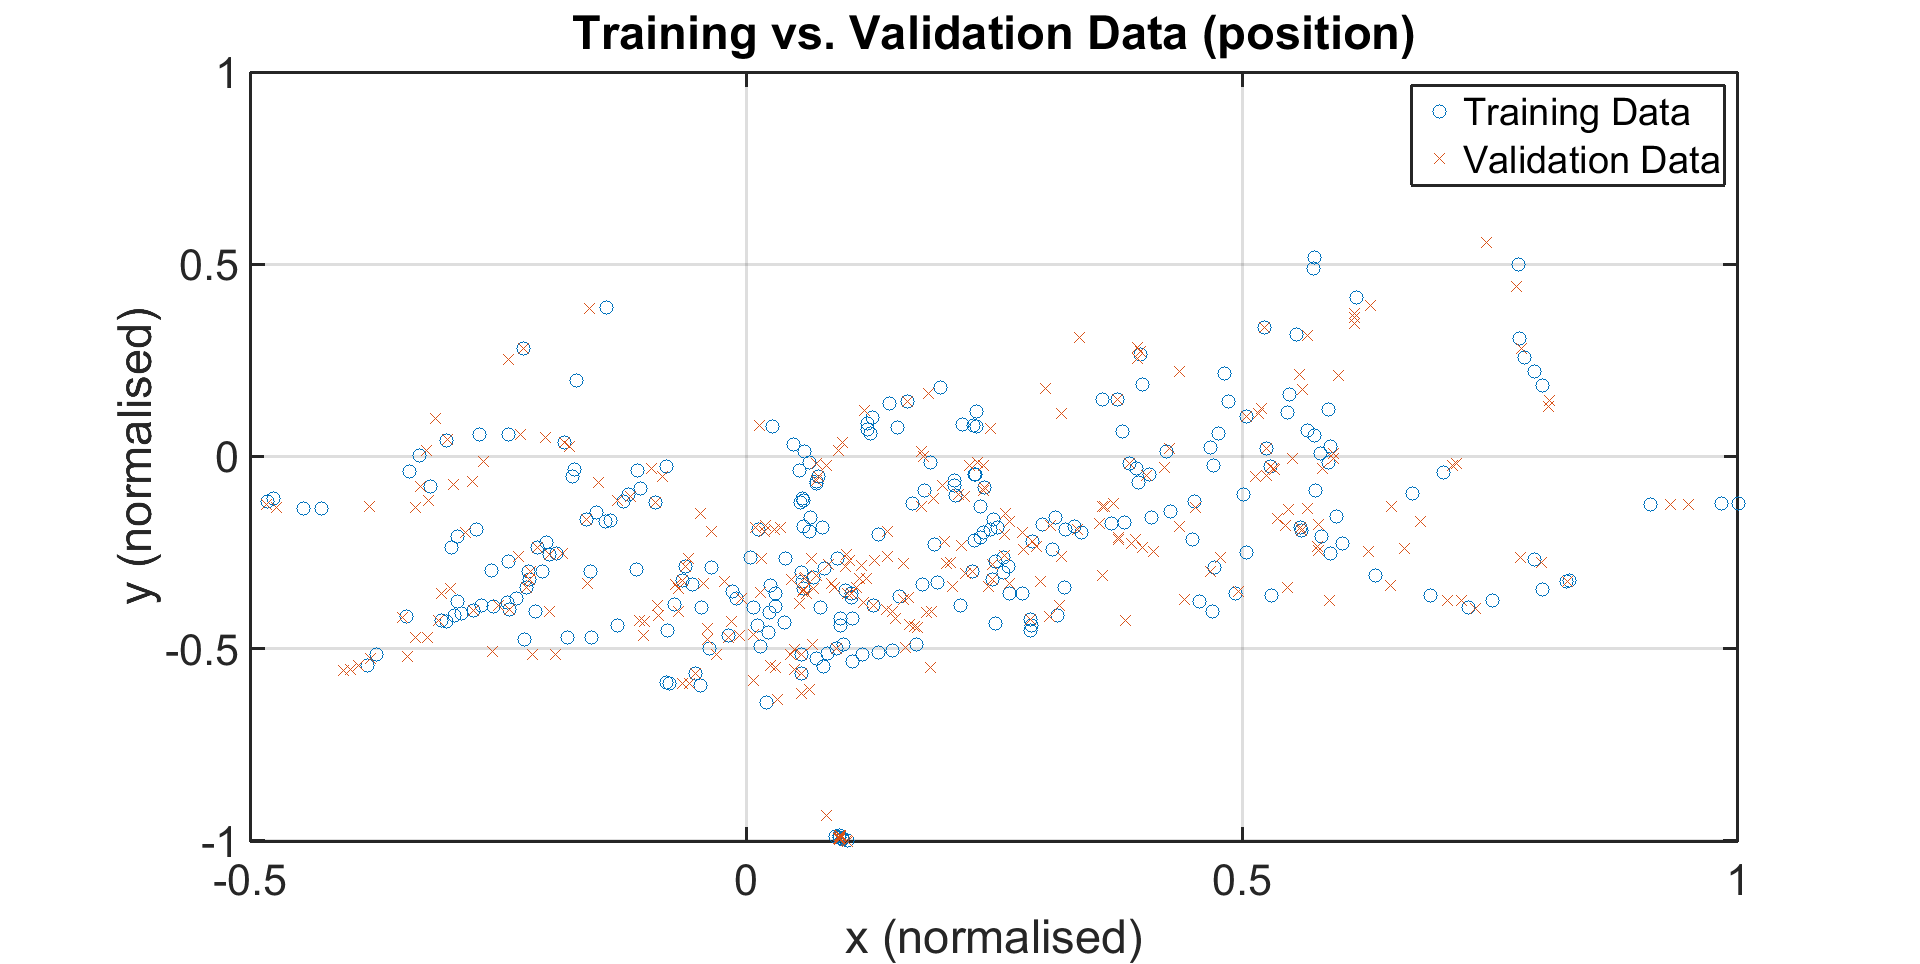 Training vs. Validation Data (position)
1
Training Data
Validation Data
0.5
0
-0.5
-1
y (normalised)
-0.5 0 0.5 1
x (normalised)